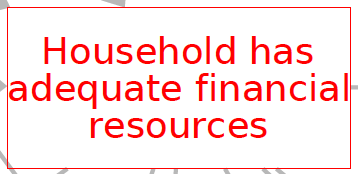 Household has
adequate financial
resources